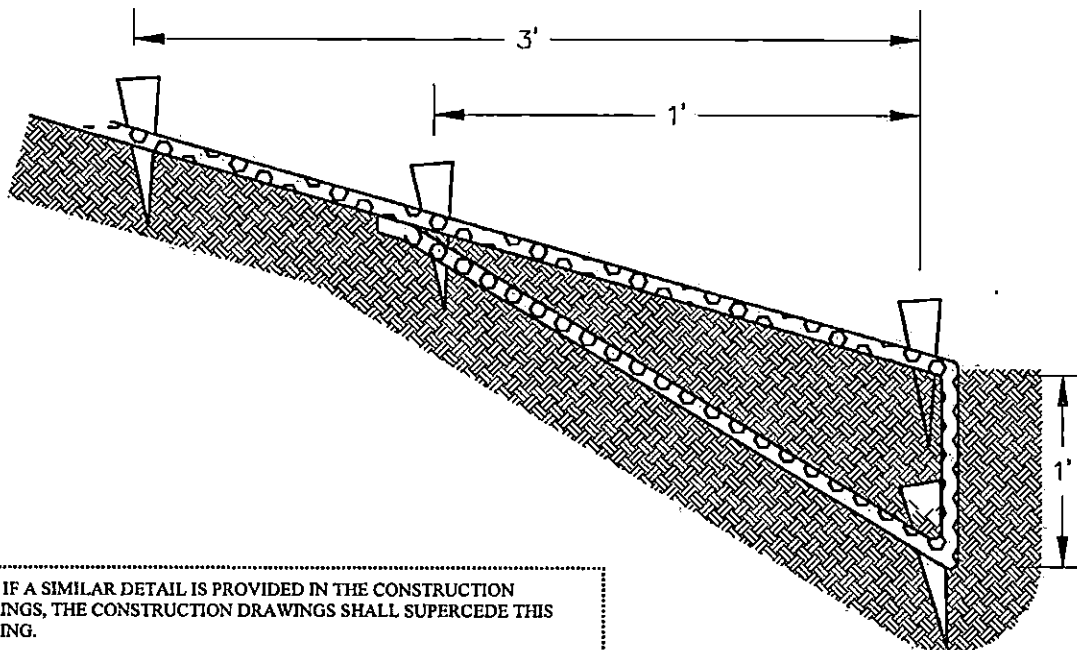 3'
1'
1'
IF A SIMILAR DETAIL IS PROVIDED IN THE CONSTRUCTION
INGS, THE CONSTRUCTION DRAWINGS SHALL SUPERCEDE THIS
ING.